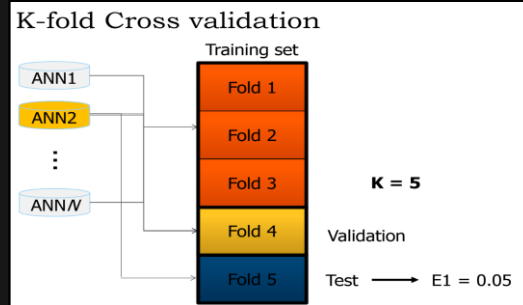 K-fold Cross validation
Training set
ANN1
ANN2
⋮
ANNN
Fold 1
Fold 2
Fold 3
Fold 4
Fold 5
K = 5
Validation
Test → E1 = 0.05